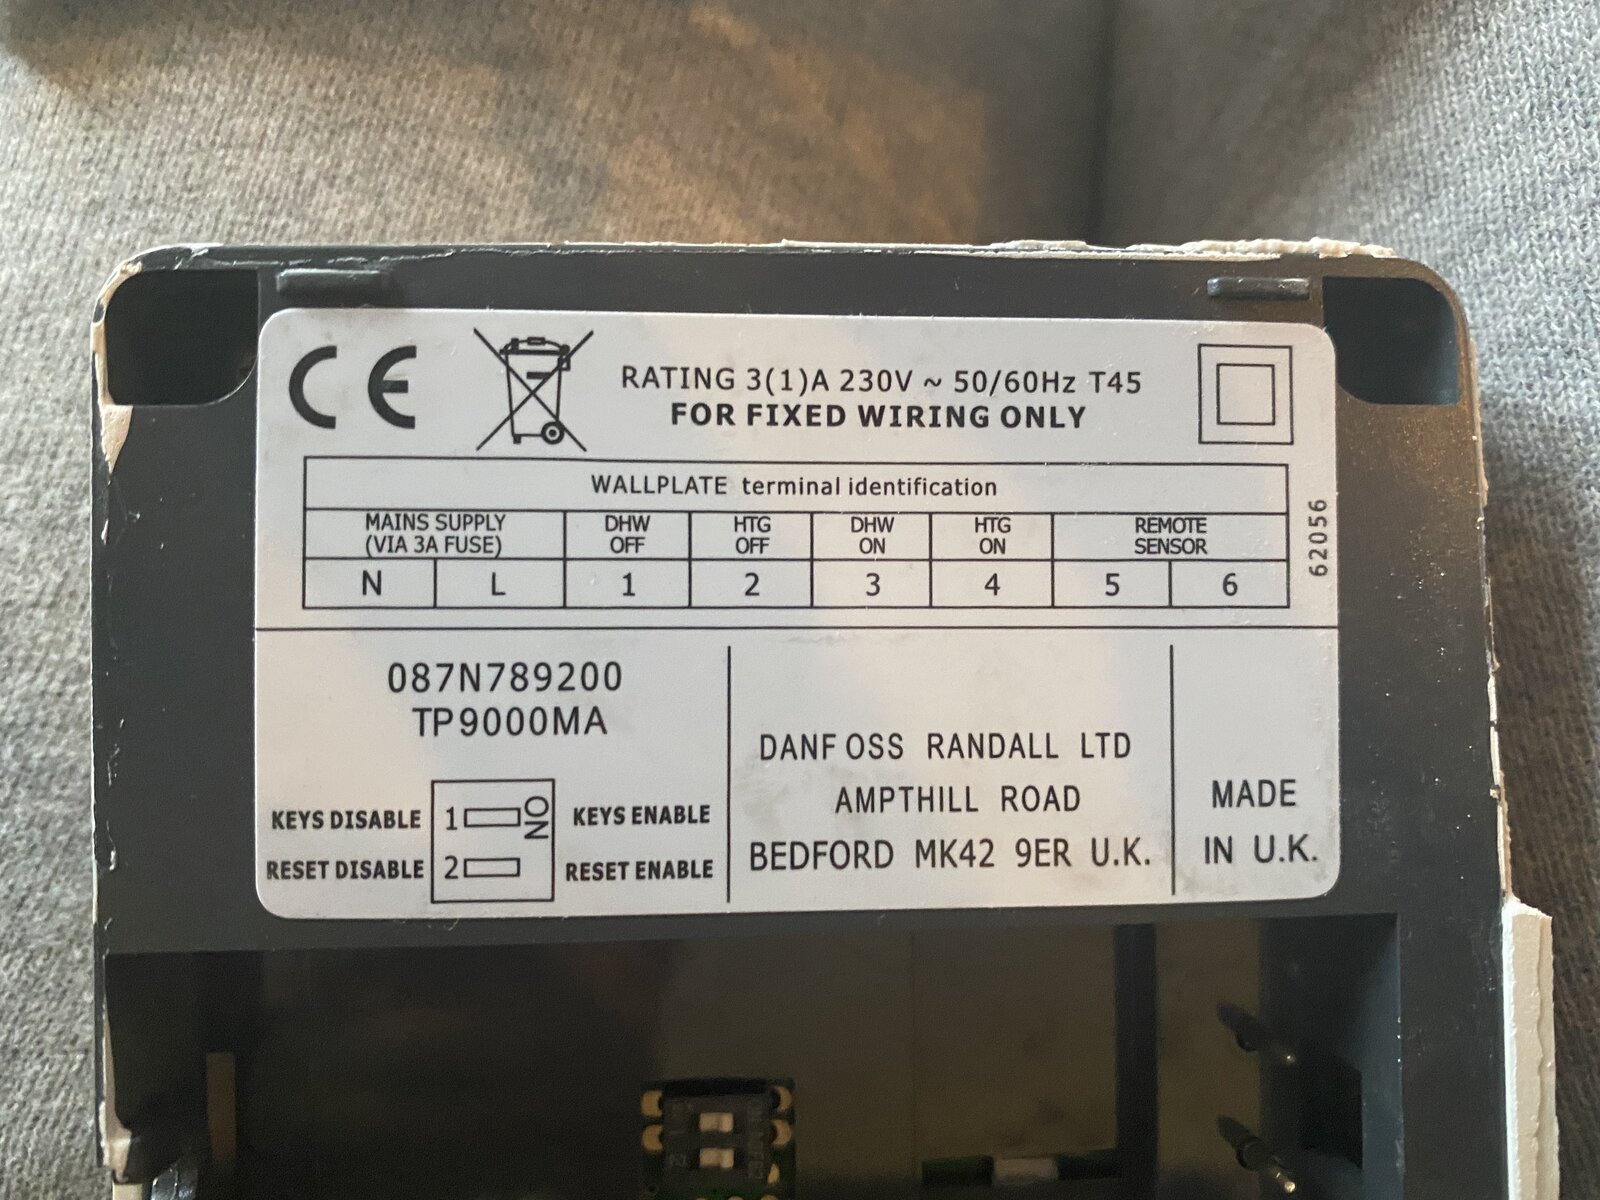 CE
RATING 3(1)A 230V ~ 50/60Hz T45
FOR FIXED WIRING ONLY
WALLPLATE terminal identification
MAINS SUPPLY (VIA 3A FUSE) DHW OFF HTG OFF DHW ON HTG ON REMOTE SENSOR
N L 1 2 3 4 5 6
62056
087N789200
TP9000MA
KEYS DISABLE 1 ON KEYS ENABLE
RESET DISABLE 2 RESET ENABLE
DANFOSS RANDALL LTD
AMPTHILL ROAD
BEDFORD MK42 9ER U.K.
MADE
IN U.K.